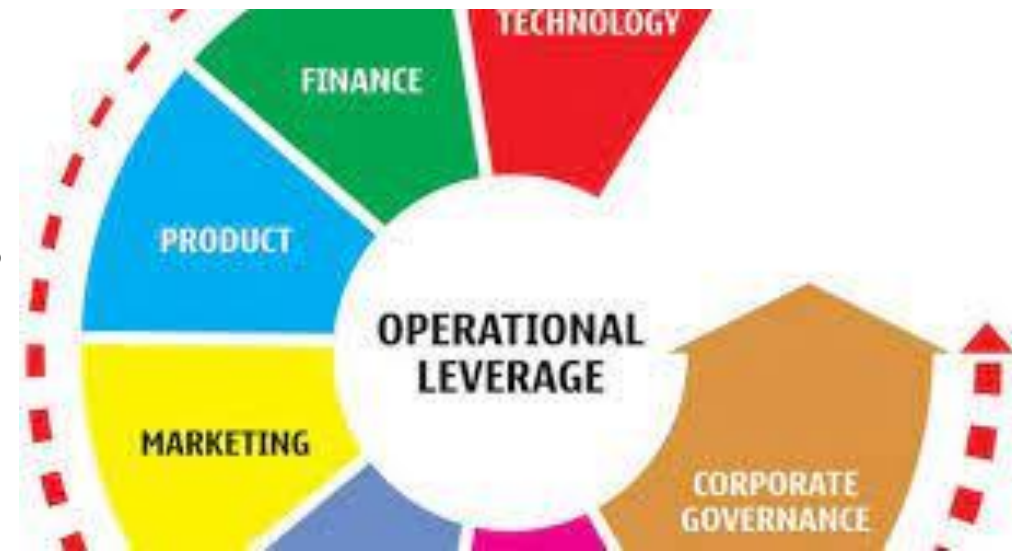 TECHNOLOGY
FINANCE
PRODUCT
OPERATIONAL
LEVERAGE
MARKETING
CORPORATE
GOVERNANCE